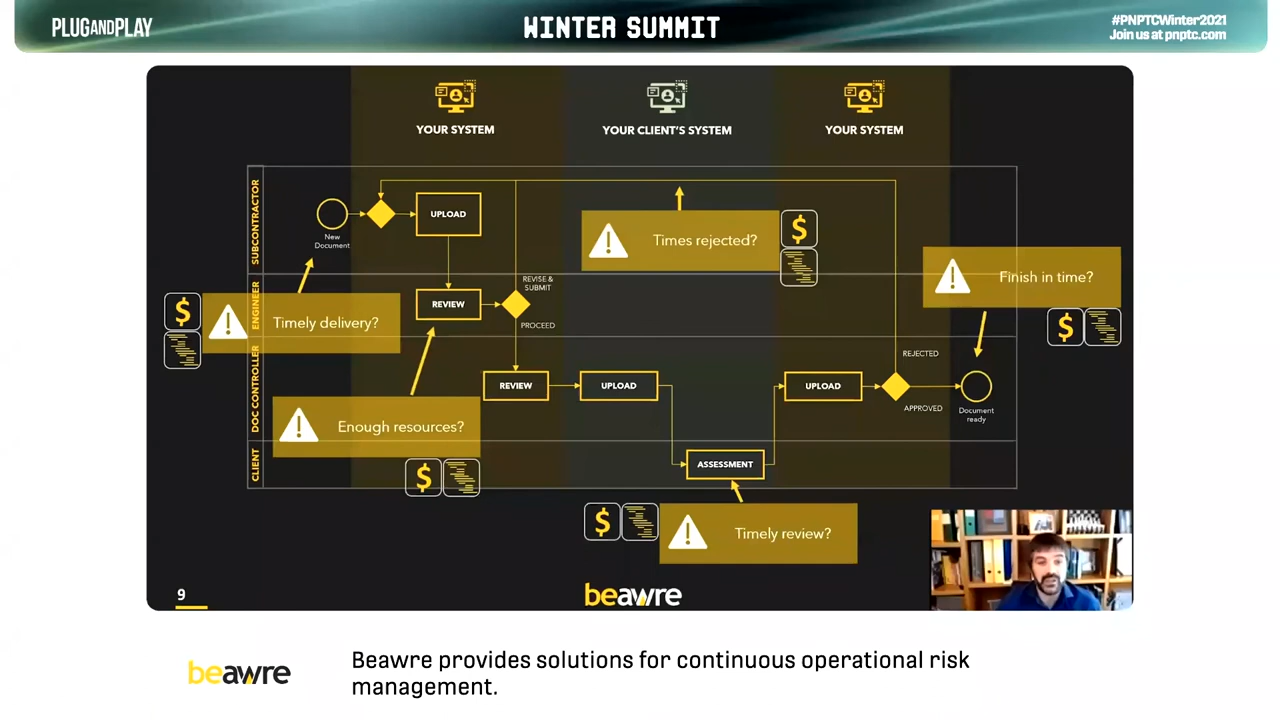 PLUGANDPLAY
WINTER SUMMIT
#PNPTCWinter2021
Join us at pnptc.com
YOUR SYSTEM
YOUR CLIENT'S SYSTEM
YOUR SYSTEM
SUBCONTRACTOR
ENGINEER
DOC CONTROLLER
CLIENT
New
Document
UPLOAD
Times rejected?
$
REVISE &
SUBMIT
Finish in time?
$
$
Timely delivery?
REVIEW
PROCEED
REJECTED
REVIEW
UPLOAD
UPLOAD
APPROVED
Document
ready
Enough resources?
$
ASSESSMENT
$
Timely review?
9
beawre
beawre
Beawre provides solutions for continuous operational risk
management.